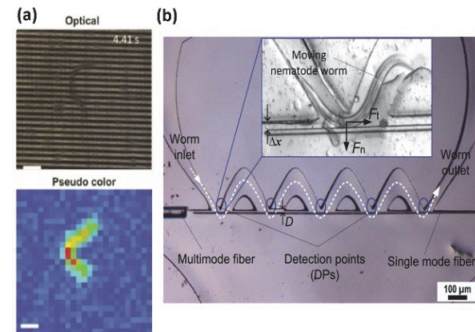 (a)
Optical
4.41 s
Pseudo color
(b)
Moving
nematode worm
Ft
Fn
Δx
Worm
inlet
Worm
outlet
D
Multimode fiber
Detection points
(DPs)
Single mode fiber
100 μm